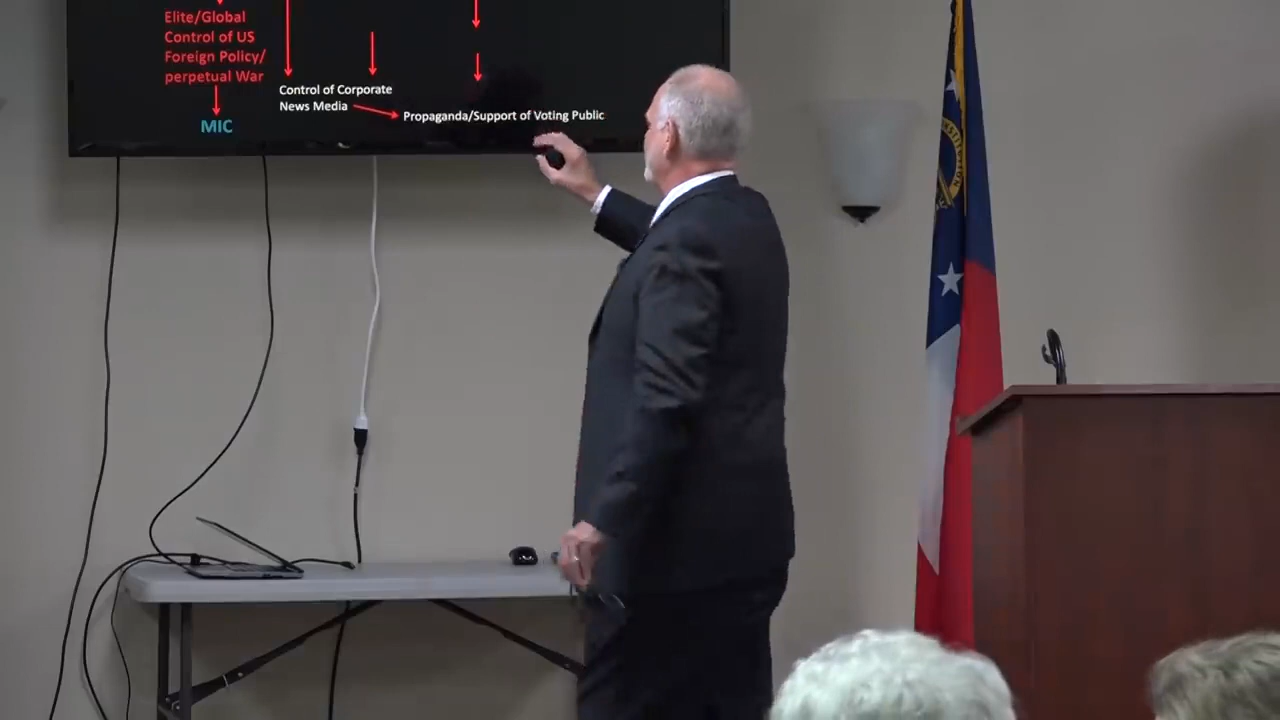 Elite/Global
Control of US
Foreign Policy/
perpetual War
MIC
Control of Corporate
News Media
Propaganda/Support of Voting Public